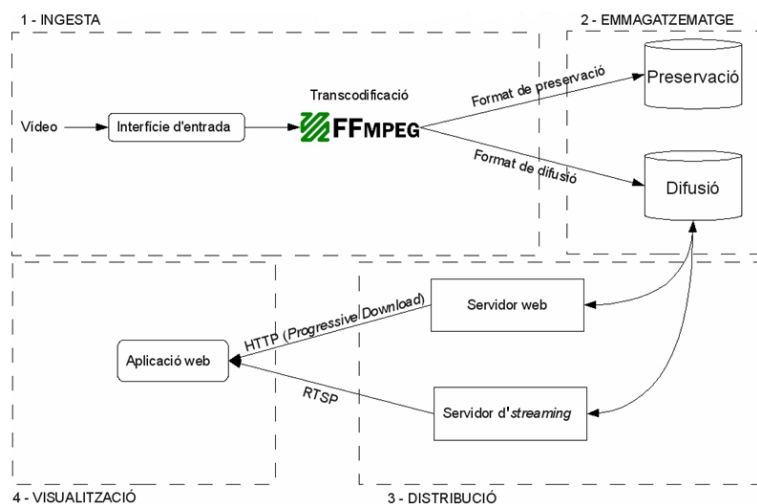 1 - INGESTA
2 - EMMAGATZEMATGE
Vídeo
Interfície d'entrada
Transcodificació
FFMPEG
Format de preservació
Format de difusió
Preservació
Difusió
Servidor web
HTTP (Progressive Download)
Aplicació web
RTSP
Servidor d'streaming
4 - VISUALITZACIÓ
3 - DISTRIBUCIÓ